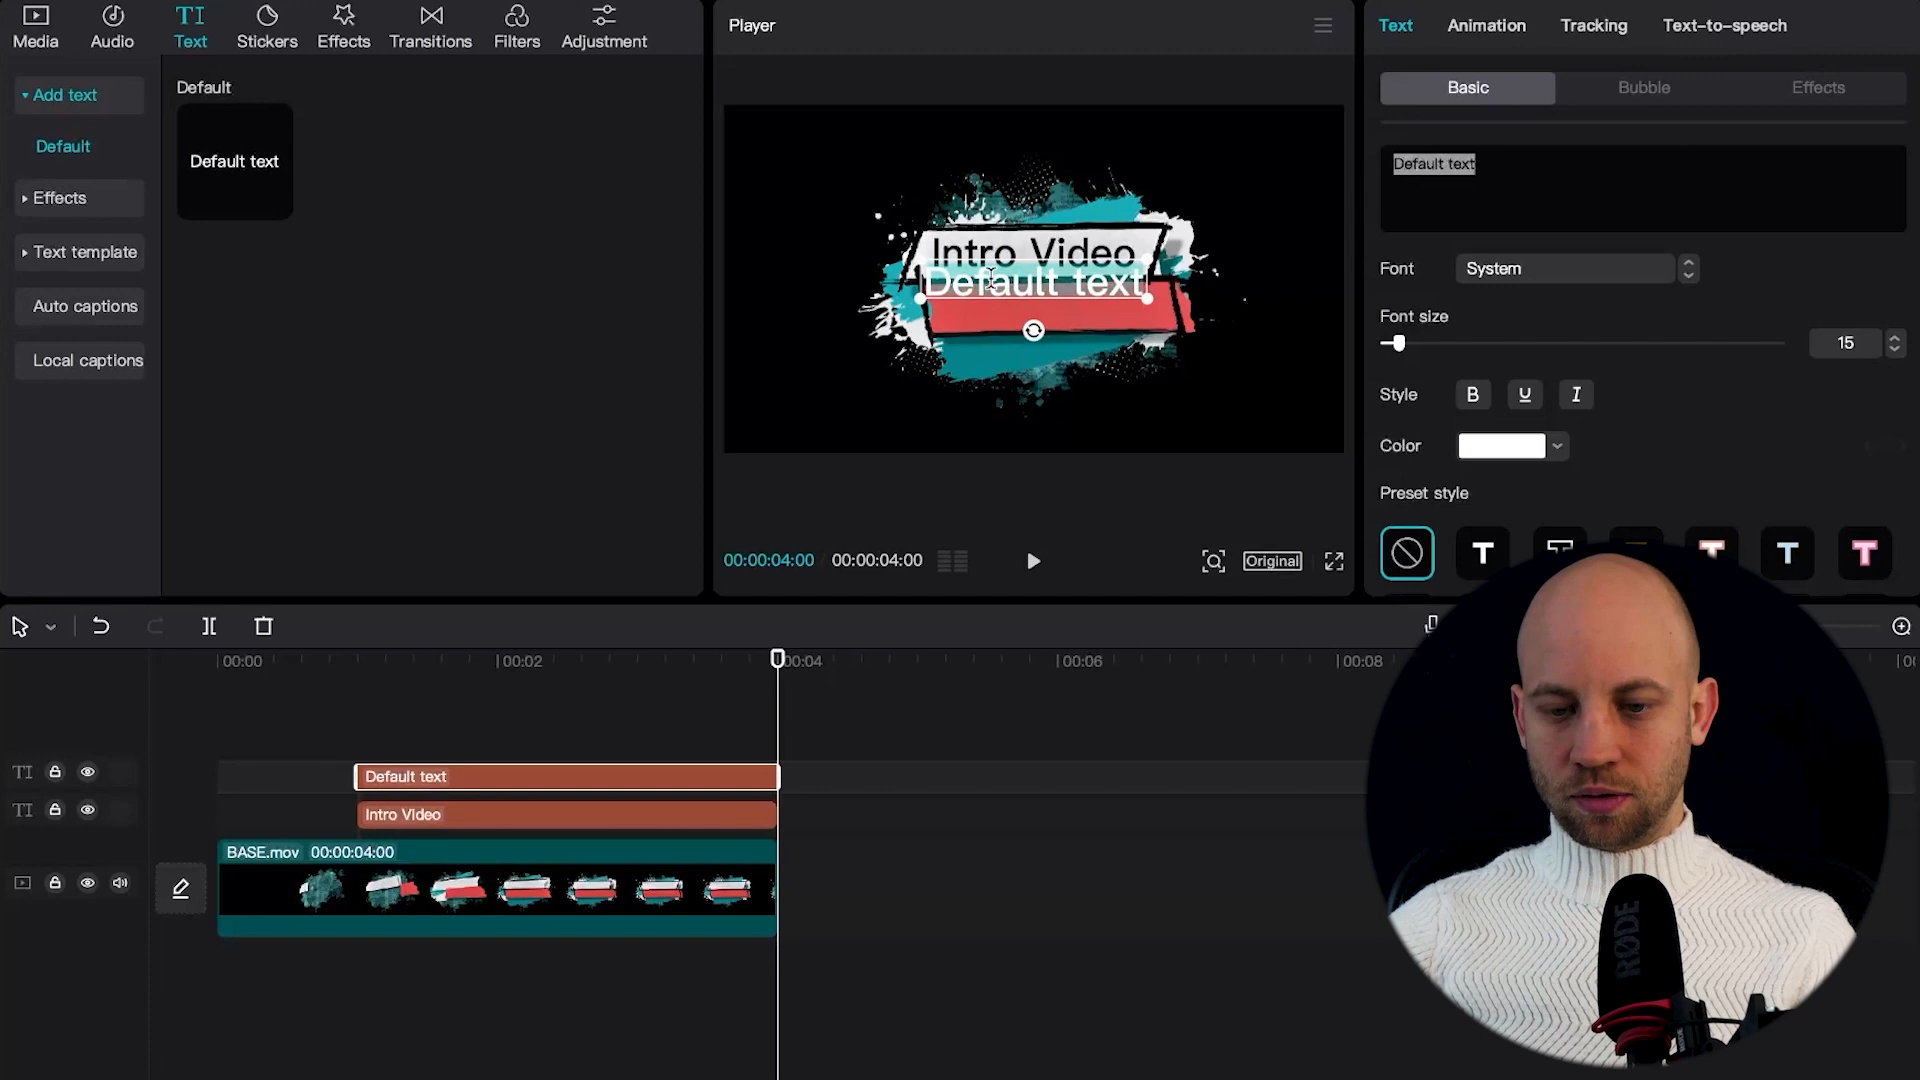 Media Audio Text Stickers Effects Transitions Filters Adjustment
Add text
Default
Effects
Text template
Auto captions
Local captions
Default
Default text
Player
Intro Video
Default text
00:00:04:00 00:00:04:00
Original
Text Animation Tracking Text-to-speech
Basic Bubble Effects
Default text
Font System
Font size
15
Style B U I
Color
Preset style
T T T T T
00:00 00:02 00:04 00:06 00:08
TI Default text
TI Intro Video
BASE.mov 00:00:04:00
RØDE